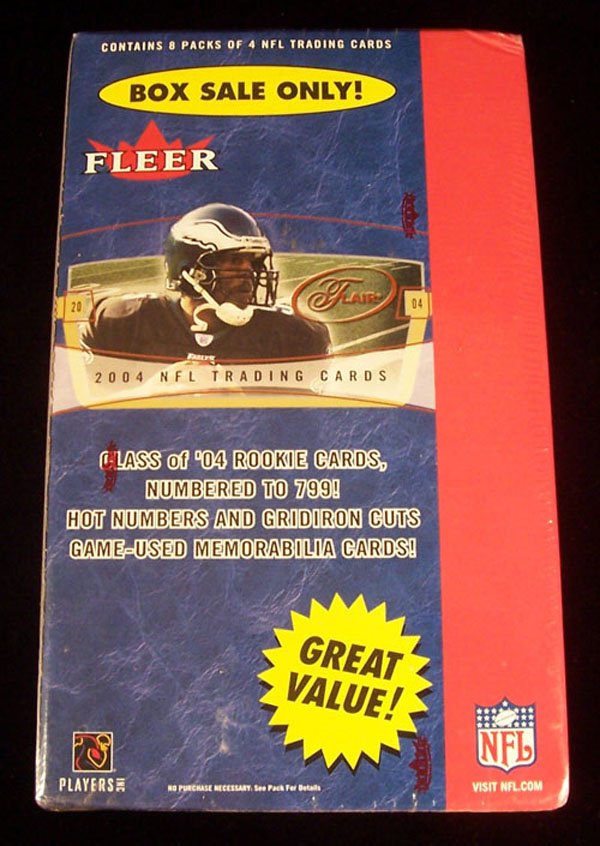 CONTAINS 8 PACKS OF 4 NFL TRADING CARDS
BOX SALE ONLY!
FLEER
FLAIR
20
04
EAGLES
2004 NFL TRADING CARDS
CLASS of '04 ROOKIE CARDS,
NUMBERED TO 799!
HOT NUMBERS AND GRIDIRON CUTS
GAME-USED MEMORABILIA CARDS!
GREAT
VALUE!
NFL
PLAYERS INC
NO PURCHASE NECESSARY. See Pack For Details
VISIT NFL.COM